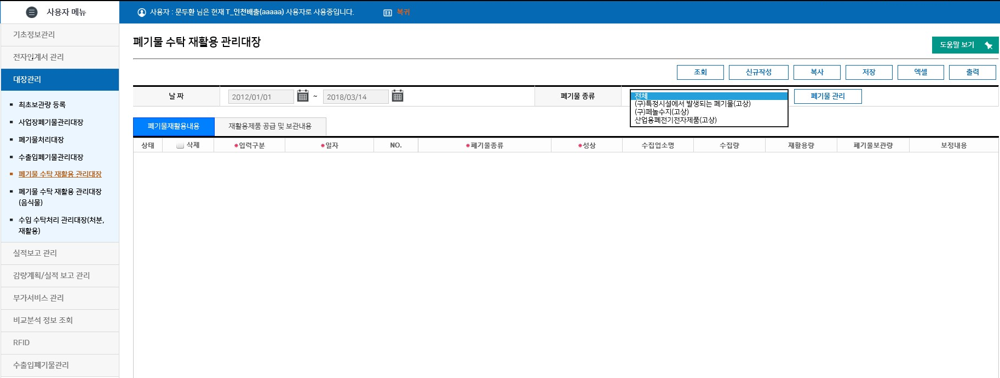 사용자 메뉴
사용자 : 문두환 님은 현재 T_인천배출(aaaaa) 사용자로 사용중입니다.
복귀
기초정보관리
전자인계서 관리
대장관리
최초보관량 등록
사업장폐기물관리대장
폐기물처리대장
수출입폐기물관리대장
폐기물 수탁 재활용 관리대장
폐기물 수탁 재활용 관리대장
(음식물)
수입 수탁처리 관리대장(처분,
재활용)
실적보고 관리
감량계획/실적 보고 관리
부가서비스 관리
비교분석 정보 조회
RFID
수출입폐기물관리
폐기물 수탁 재활용 관리대장
도움말 보기
조회 신규작성 복사 저장 엑셀 출력
날 짜 2012/01/01 ~ 2018/03/14 폐기물 종류 전체 폐기물 관리
(구)특정시설에서 발생되는 폐기물(고상)
(구)페놀수지(고상)
산업용폐전기전자제품(고상)
폐기물재활용내용 재활용제품 공급 및 보관내용
상태 삭제 *입력구분 *일자 NO. *폐기물종류 *성상 수집업소명 수집량 재활용량 폐기물보관량 보정내용